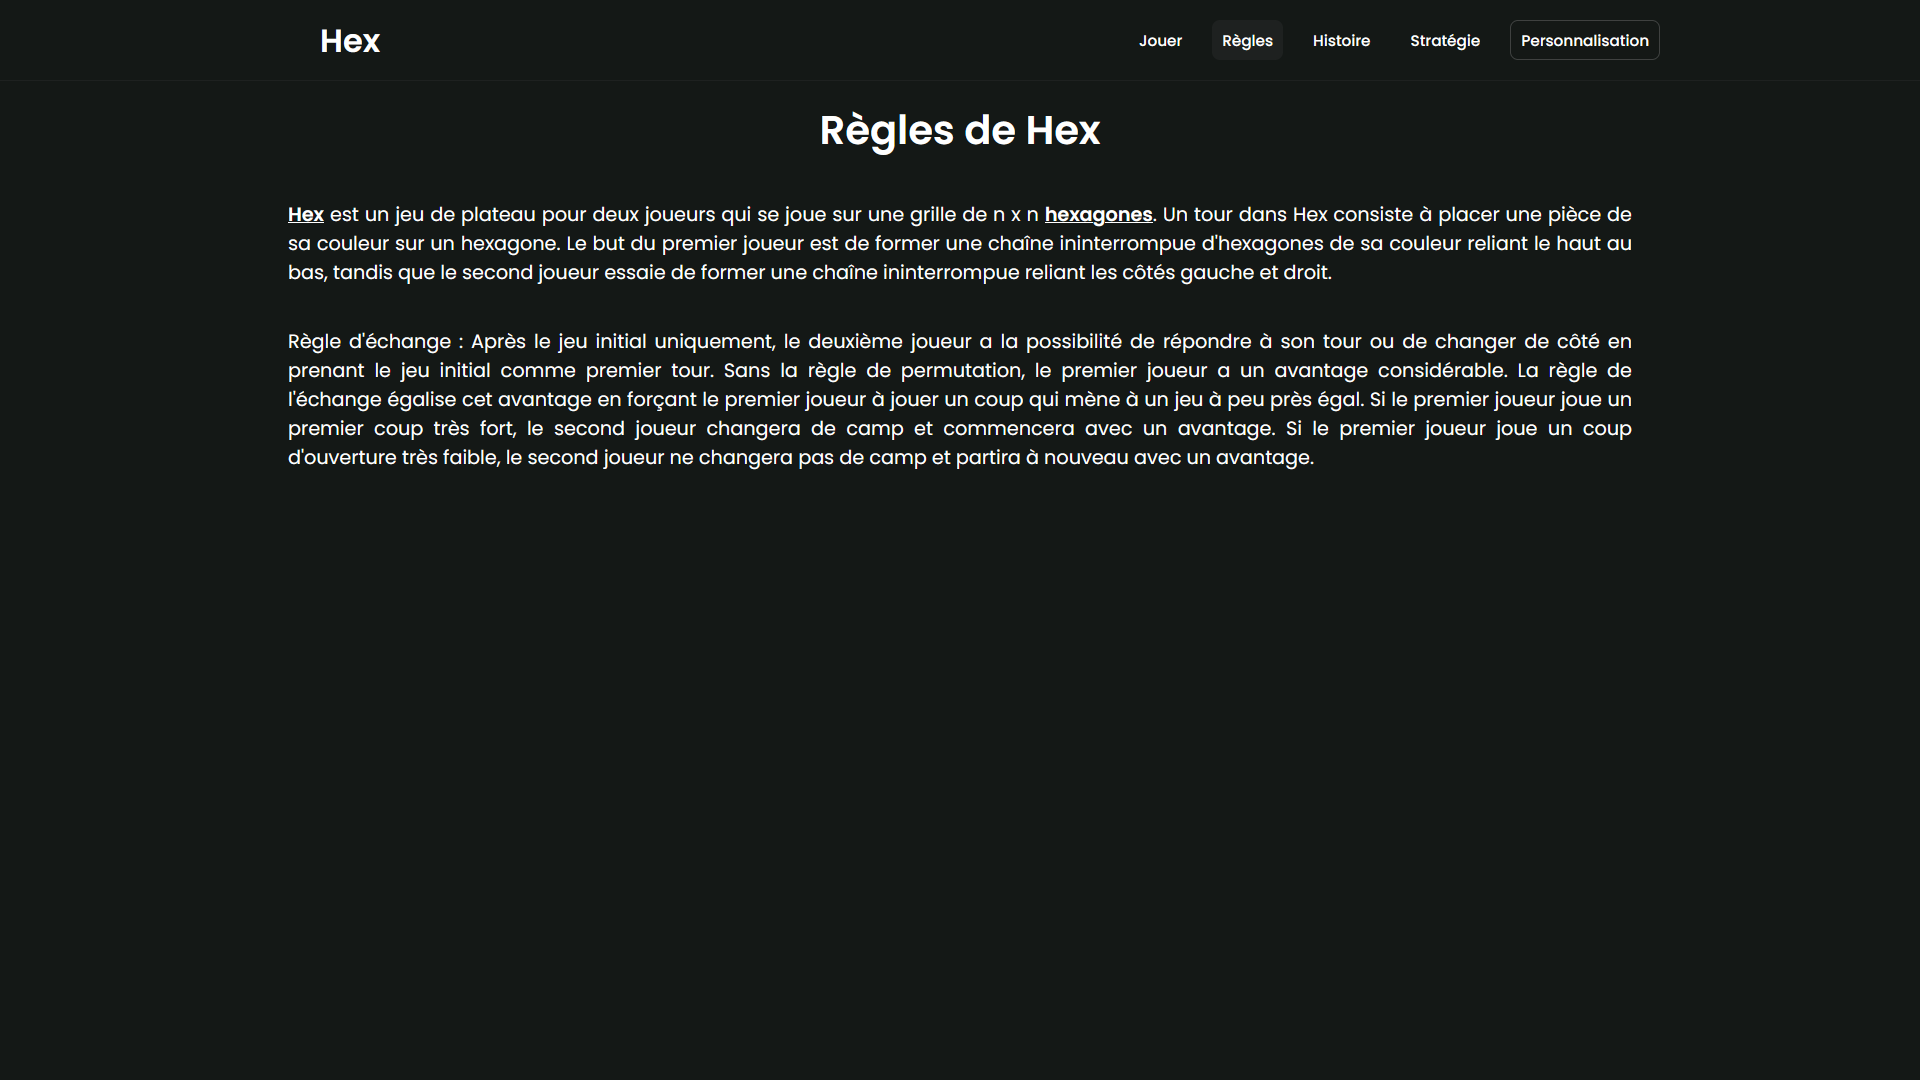 Hex
Jouer
Règles
Histoire
Stratégie
Personnalisation
Règles de Hex
Hex est un jeu de plateau pour deux joueurs qui se joue sur une grille de n x n hexagones. Un tour dans Hex consiste à placer une pièce de
sa couleur sur un hexagone. Le but du premier joueur est de former une chaîne ininterrompue d'hexagones de sa couleur reliant le haut au
bas, tandis que le second joueur essaie de former une chaîne ininterrompue reliant les côtés gauche et droit.
Règle d'échange : Après le jeu initial uniquement, le deuxième joueur a la possibilité de répondre à son tour ou de changer de côté en
prenant le jeu initial comme premier tour. Sans la règle de permutation, le premier joueur a un avantage considérable. La règle de
l'échange égalise cet avantage en forçant le premier joueur à jouer un coup qui mène à un jeu à peu près égal. Si le premier joueur joue un
premier coup très fort, le second joueur changera de camp et commencera avec un avantage. Si le premier joueur joue un coup
d'ouverture très faible, le second joueur ne changera pas de camp et partira à nouveau avec un avantage.